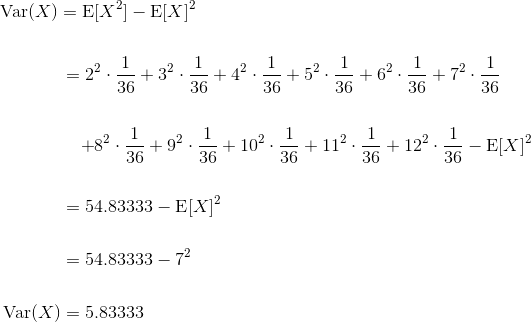 Var(X) = E[X²] − E[X]²
= 2² · 1/36 + 3² · 1/36 + 4² · 1/36 + 5² · 1/36 + 6² · 1/36 + 7² · 1/36
+8² · 1/36 + 9² · 1/36 + 10² · 1/36 + 11² · 1/36 + 12² · 1/36 − E[X]²
= 54.83333 − E[X]²
= 54.83333 − 7²
Var(X) = 5.83333